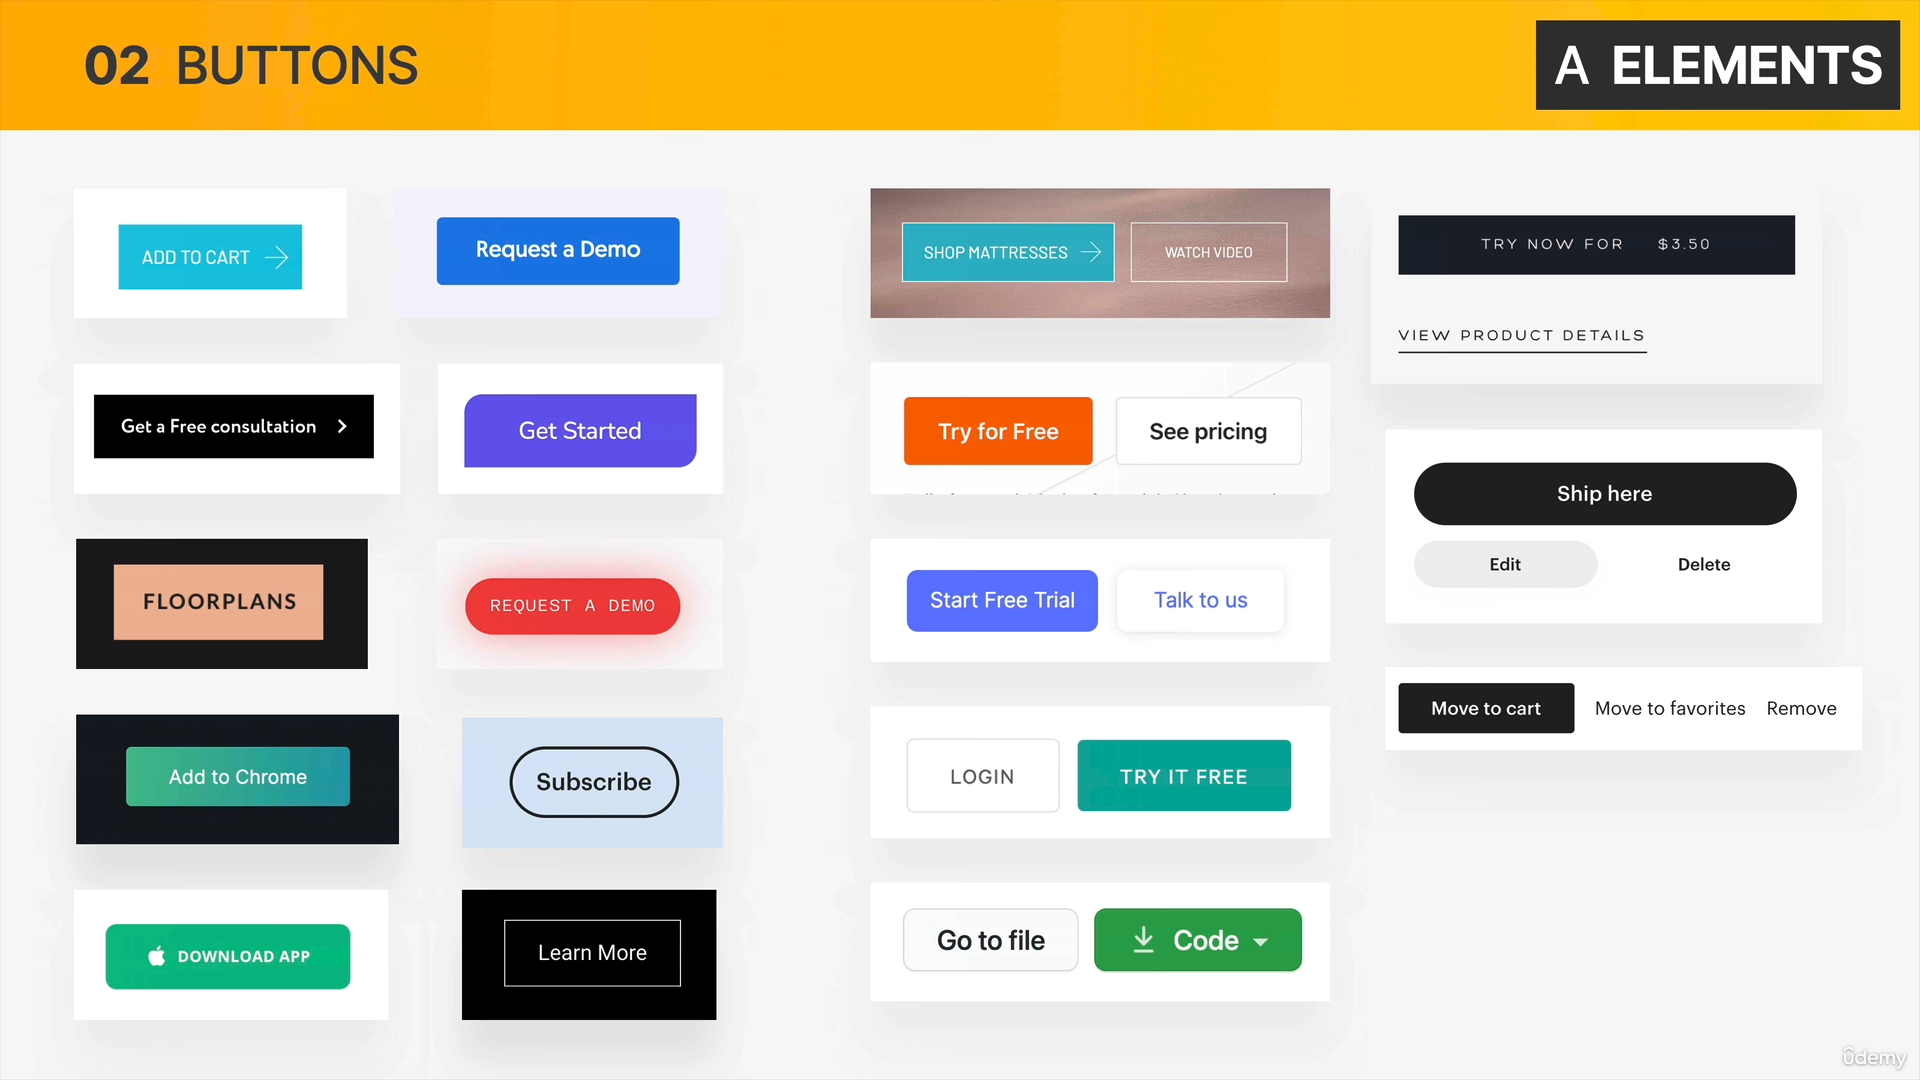 02 BUTTONS
A ELEMENTS
ADD TO CART
Request a Demo
Get a Free consultation
Get Started
FLOORPLANS
REQUEST A DEMO
Add to Chrome
Subscribe
DOWNLOAD APP
Learn More
SHOP MATTRESSES
WATCH VIDEO
Try for Free
See pricing
Start Free Trial
Talk to us
LOGIN
TRY IT FREE
Go to file
Code
TRY NOW FOR $3.50
VIEW PRODUCT DETAILS
Ship here
Edit
Delete
Move to cart
Move to favorites
Remove
ûdemy